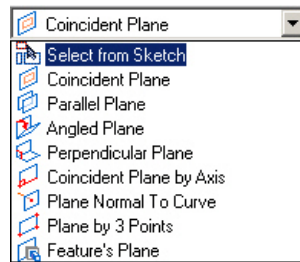 Coincident Plane
Select from Sketch
Coincident Plane
Parallel Plane
Angled Plane
Perpendicular Plane
Coincident Plane by Axis
Plane Normal To Curve
Plane by 3 Points
Feature's Plane